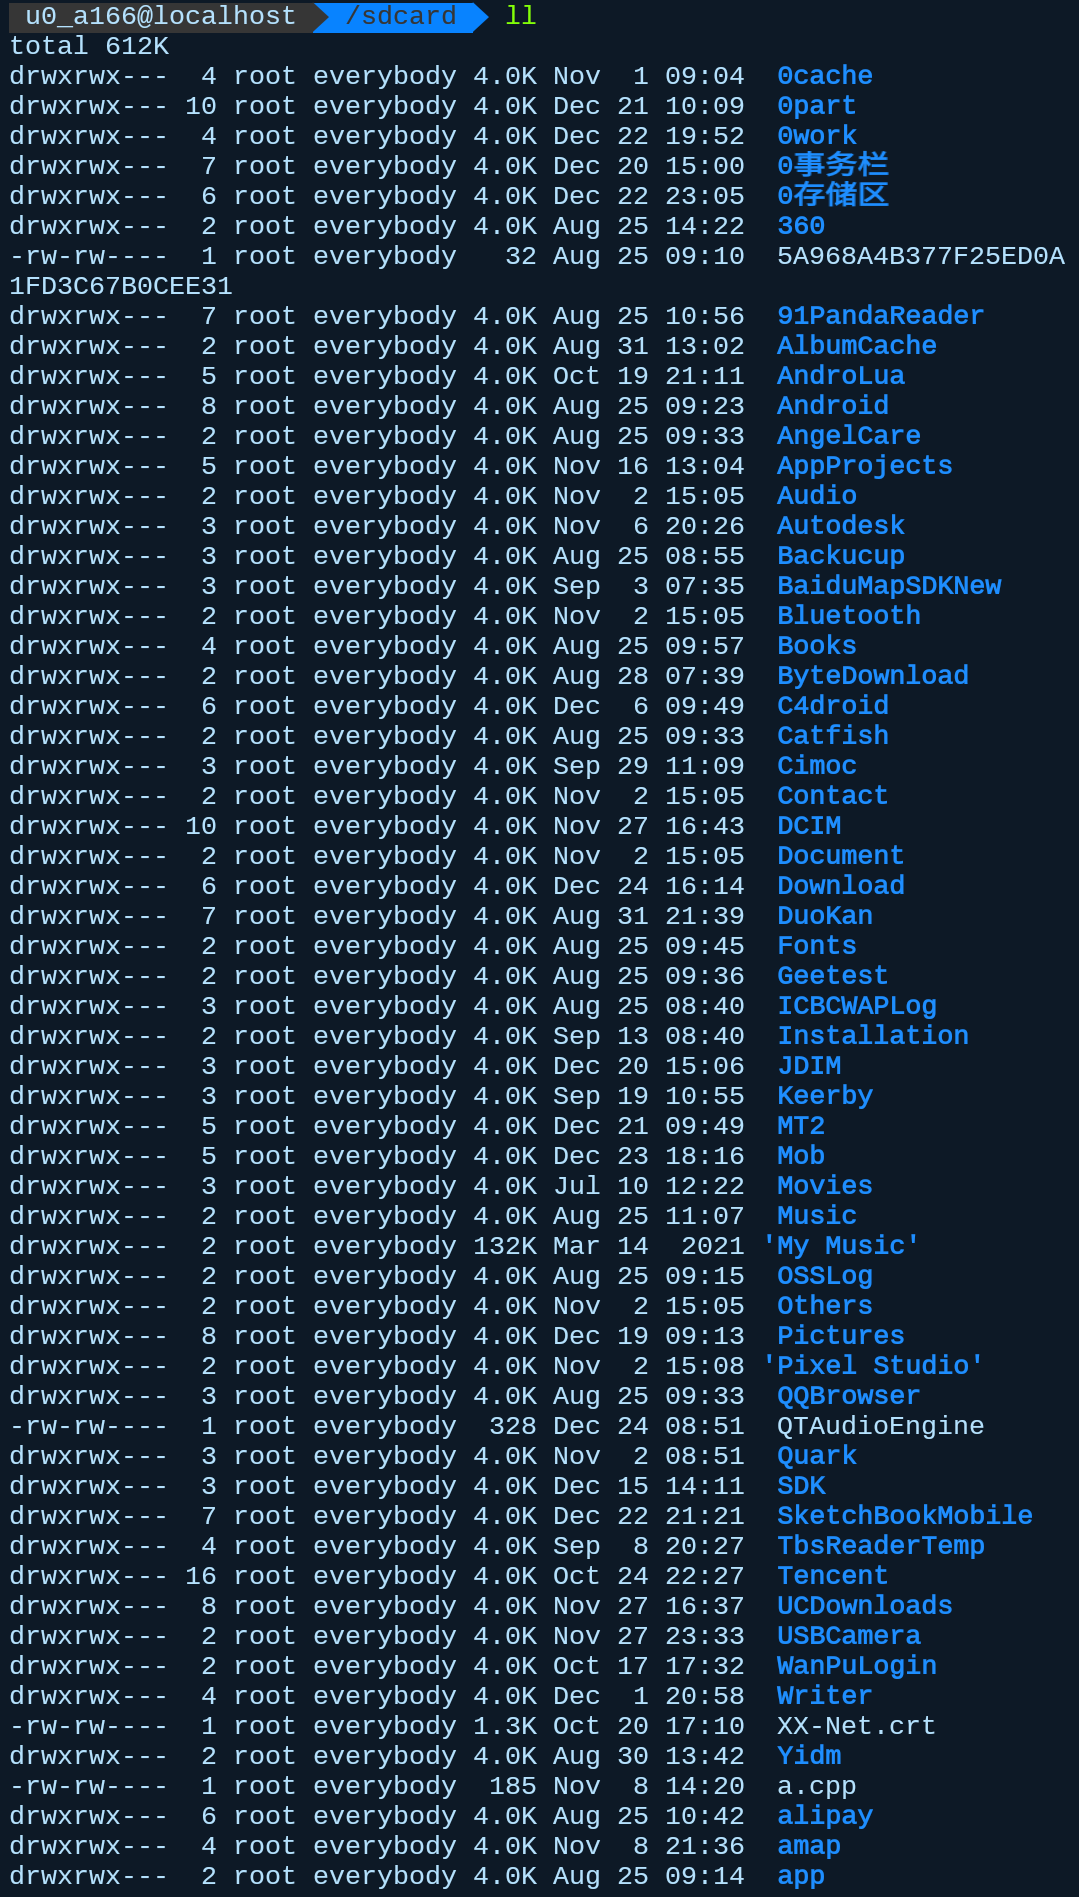 u0_a166@localhost /sdcard ll
total 612K
drwxrwx---  4 root everybody 4.0K Nov  1 09:04  0cache
drwxrwx--- 10 root everybody 4.0K Dec 21 10:09  0part
drwxrwx---  4 root everybody 4.0K Dec 22 19:52  0work
drwxrwx---  7 root everybody 4.0K Dec 20 15:00  0事务栏
drwxrwx---  6 root everybody 4.0K Dec 22 23:05  0存储区
drwxrwx---  2 root everybody 4.0K Aug 25 14:22  360
-rw-rw----  1 root everybody   32 Aug 25 09:10  5A968A4B377F25ED0A
1FD3C67B0CEE31
drwxrwx---  7 root everybody 4.0K Aug 25 10:56  91PandaReader
drwxrwx---  2 root everybody 4.0K Aug 31 13:02  AlbumCache
drwxrwx---  5 root everybody 4.0K Oct 19 21:11  AndroLua
drwxrwx---  8 root everybody 4.0K Aug 25 09:23  Android
drwxrwx---  2 root everybody 4.0K Aug 25 09:33  AngelCare
drwxrwx---  5 root everybody 4.0K Nov 16 13:04  AppProjects
drwxrwx---  2 root everybody 4.0K Nov  2 15:05  Audio
drwxrwx---  3 root everybody 4.0K Nov  6 20:26  Autodesk
drwxrwx---  3 root everybody 4.0K Aug 25 08:55  Backucup
drwxrwx---  3 root everybody 4.0K Sep  3 07:35  BaiduMapSDKNew
drwxrwx---  2 root everybody 4.0K Nov  2 15:05  Bluetooth
drwxrwx---  4 root everybody 4.0K Aug 25 09:57  Books
drwxrwx---  2 root everybody 4.0K Aug 28 07:39  ByteDownload
drwxrwx---  6 root everybody 4.0K Dec  6 09:49  C4droid
drwxrwx---  2 root everybody 4.0K Aug 25 09:33  Catfish
drwxrwx---  3 root everybody 4.0K Sep 29 11:09  Cimoc
drwxrwx---  2 root everybody 4.0K Nov  2 15:05  Contact
drwxrwx--- 10 root everybody 4.0K Nov 27 16:43  DCIM
drwxrwx---  2 root everybody 4.0K Nov  2 15:05  Document
drwxrwx---  6 root everybody 4.0K Dec 24 16:14  Download
drwxrwx---  7 root everybody 4.0K Aug 31 21:39  DuoKan
drwxrwx---  2 root everybody 4.0K Aug 25 09:45  Fonts
drwxrwx---  2 root everybody 4.0K Aug 25 09:36  Geetest
drwxrwx---  3 root everybody 4.0K Aug 25 08:40  ICBCWAPLog
drwxrwx---  2 root everybody 4.0K Sep 13 08:40  Installation
drwxrwx---  3 root everybody 4.0K Dec 20 15:06  JDIM
drwxrwx---  3 root everybody 4.0K Sep 19 10:55  Keerby
drwxrwx---  5 root everybody 4.0K Dec 21 09:49  MT2
drwxrwx---  5 root everybody 4.0K Dec 23 18:16  Mob
drwxrwx---  3 root everybody 4.0K Jul 10 12:22  Movies
drwxrwx---  2 root everybody 4.0K Aug 25 11:07  Music
drwxrwx---  2 root everybody 132K Mar 14  2021 'My Music'
drwxrwx---  2 root everybody 4.0K Aug 25 09:15  OSSLog
drwxrwx---  2 root everybody 4.0K Nov  2 15:05  Others
drwxrwx---  8 root everybody 4.0K Dec 19 09:13  Pictures
drwxrwx---  2 root everybody 4.0K Nov  2 15:08 'Pixel Studio'
drwxrwx---  3 root everybody 4.0K Aug 25 09:33  QQBrowser
-rw-rw----  1 root everybody  328 Dec 24 08:51  QTAudioEngine
drwxrwx---  3 root everybody 4.0K Nov  2 08:51  Quark
drwxrwx---  3 root everybody 4.0K Dec 15 14:11  SDK
drwxrwx---  7 root everybody 4.0K Dec 22 21:21  SketchBookMobile
drwxrwx---  4 root everybody 4.0K Sep  8 20:27  TbsReaderTemp
drwxrwx--- 16 root everybody 4.0K Oct 24 22:27  Tencent
drwxrwx---  8 root everybody 4.0K Nov 27 16:37  UCDownloads
drwxrwx---  2 root everybody 4.0K Nov 27 23:33  USBCamera
drwxrwx---  2 root everybody 4.0K Oct 17 17:32  WanPuLogin
drwxrwx---  4 root everybody 4.0K Dec  1 20:58  Writer
-rw-rw----  1 root everybody 1.3K Oct 20 17:10  XX-Net.crt
drwxrwx---  2 root everybody 4.0K Aug 30 13:42  Yidm
-rw-rw----  1 root everybody  185 Nov  8 14:20  a.cpp
drwxrwx---  6 root everybody 4.0K Aug 25 10:42  alipay
drwxrwx---  4 root everybody 4.0K Nov  8 21:36  amap
drwxrwx---  2 root everybody 4.0K Aug 25 09:14  app